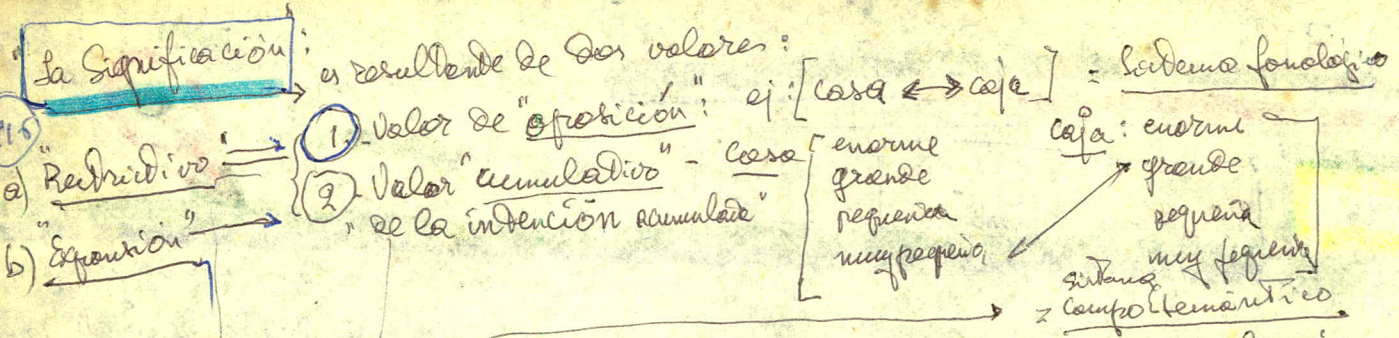 "La Significación":
es resultante de dos valores:
1.- Valor de "oposición": ej: [casa ↔ caja] = Sistema fonológico
a) "Restrictivo"
2.- Valor "acumulativo" - casa [enorme
grande
pequeña
muy pequeña
caja: enorme
grande
pequeña
muy pequeña]
"de la intención acumulada"
b) "Expansión"
sistema
= campo semántico